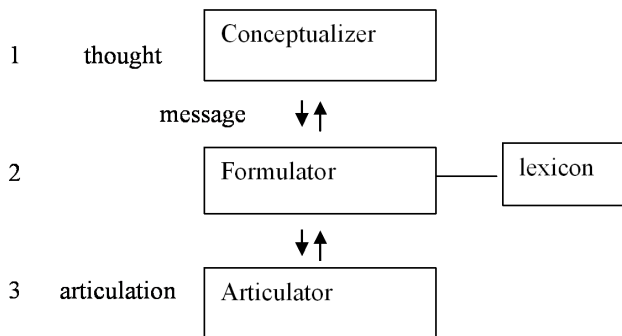 1 thought Conceptualizer
message
2 Formulator lexicon
3 articulation Articulator